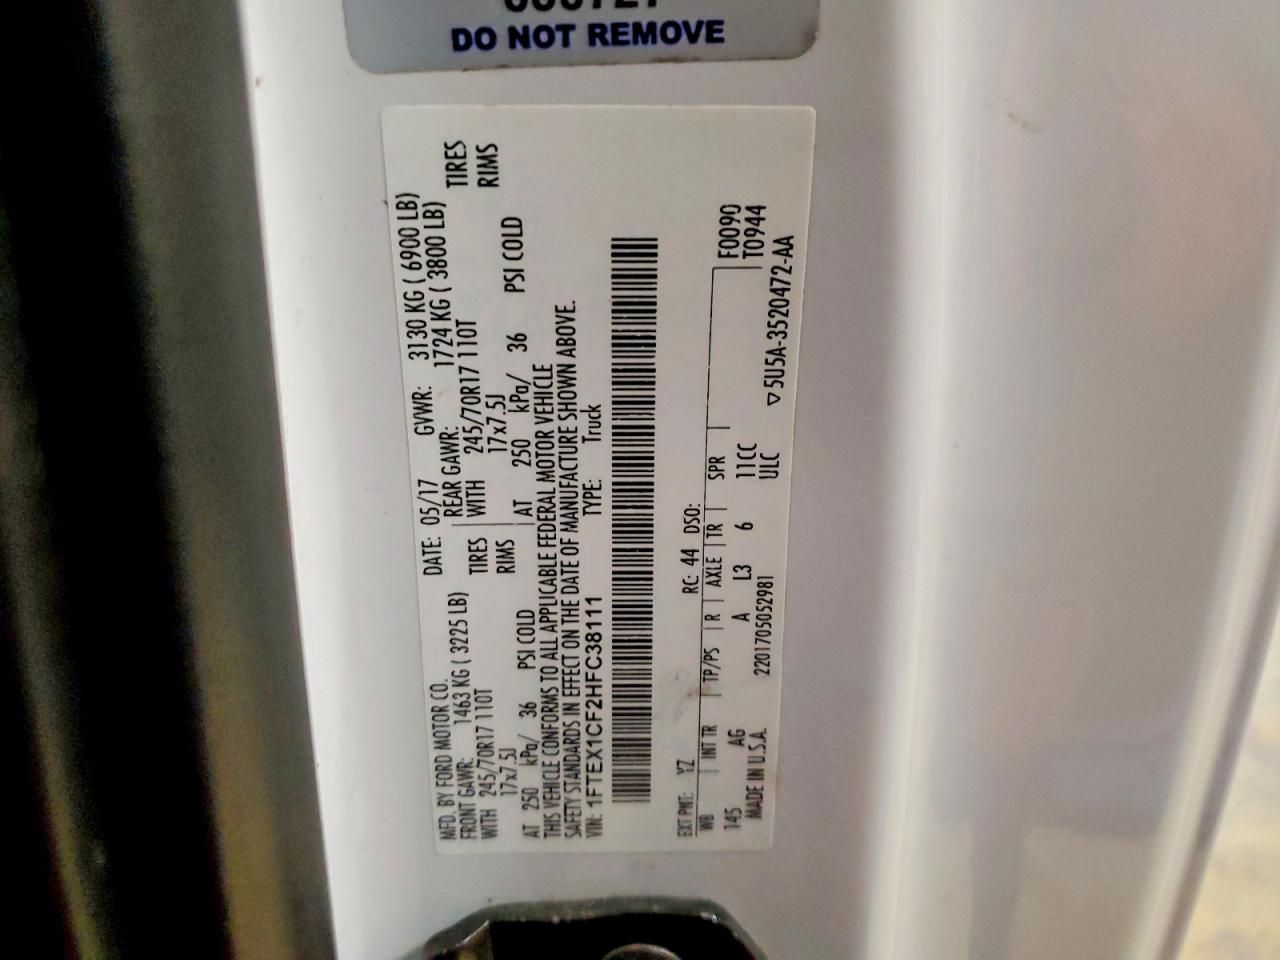 DO NOT REMOVE
MFD. BY FORD MOTOR CO.
DATE: 05/17 GVWR: 3130 KG ( 6900 LB)
FRONT GAWR: 1463 KG ( 3225 LB) REAR GAWR: 1724 KG ( 3800 LB)
WITH 245/70R17 110T TIRES WITH 245/70R17 110T TIRES
17x7.5J RIMS 17x7.5J RIMS
AT 250 kPa/ 36 PSI COLD AT 250 kPa/ 36 PSI COLD
THIS VEHICLE CONFORMS TO ALL APPLICABLE FEDERAL MOTOR VEHICLE
SAFETY STANDARDS IN EFFECT ON THE DATE OF MANUFACTURE SHOWN ABOVE.
VIN: 1FTEX1CF2HFC38111 TYPE: Truck
EXT PNT: YZ RC: 44 DSO:
WB INT TR TP/PS R AXLE TR SPR F0090
145 AG A L3 6 11CC T0944
MADE IN U.S.A. 2201705052981 ULC ▽5U5A-3520472-AA